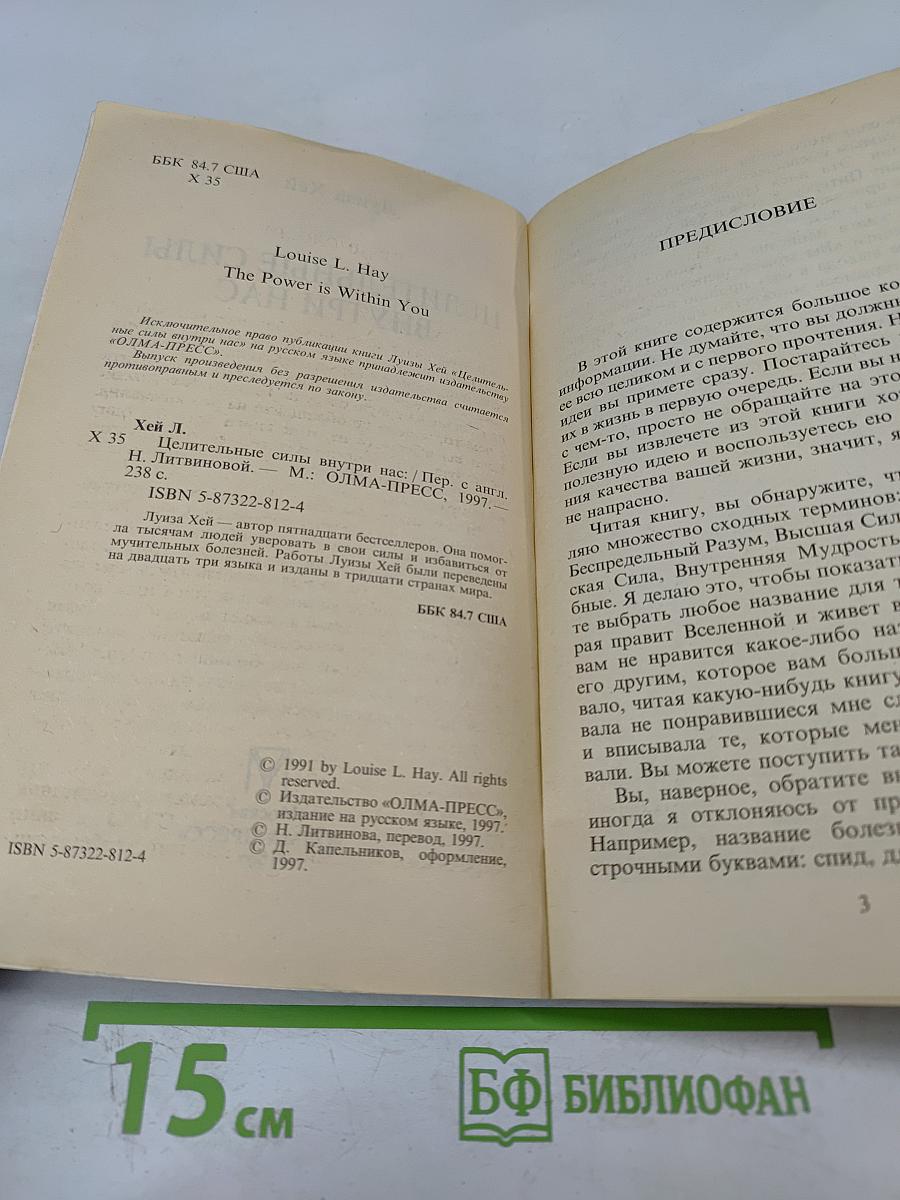 ББК 84.7 США
Х 35
Louise L. Hay
The Power is Within You
Исключительное право публикации книги Луизы Хей «Целитель-
ные силы внутри нас» на русском языке принадлежит издательству
«ОЛМА-ПРЕСС».
Выпуск произведения без разрешения издательства считается
противоправным и преследуется по закону.
Хей Л.
Х 35 Целительные силы внутри нас: / Пер. с англ.
Н. Литвиновой. — М.: ОЛМА-ПРЕСС, 1997.—
238 с.
ISBN 5-87322-812-4
Луиза Хей — автор пятнадцати бестселлеров. Она помог-
ла тысячам людей уверовать в свои силы и избавиться от
мучительных болезней. Работы Луизы Хей были переведены
на двадцать три языка и изданы в тридцати странах мира.
ББК 84.7 США
© 1991 by Louise L. Hay. All rights
reserved.
© Издательство «ОЛМА-ПРЕСС»,
издание на русском языке, 1997.
© Н. Литвинова, перевод, 1997.
© Д. Капельников, оформление,
1997.
ISBN 5-87322-812-4
ПРЕДИСЛОВИЕ
В этой книге содержится большое ко
информации. Не думайте, что вы должны
ее всю целиком и с первого прочтения. Н
идеи вы примете сразу. Постарайтесь
их в жизнь в первую очередь. Если вы н
с чем-то, просто не обращайте на это
Если вы извлечете из этой книги хо
полезную идею и воспользуетесь ею
ния качества вашей жизни, значит, я
не напрасно.
Читая книгу, вы обнаружите, чт
ляю множество сходных терминов:
Беспредельный Разум, Высшая Сил
ская Сила, Внутренняя Мудрость
бные. Я делаю это, чтобы показат
те выбрать любое название для т
рая правит Вселенной и живет в
вам не нравится какое-либо на
его другим, которое вам больш
вало, читая какую-нибудь книгу
вала не понравившиеся мне сл
и вписывала те, которые мен
вали. Вы можете поступить та
Вы, наверное, обратите вн
иногда я отклоняюсь от пр
Например, название болезн
строчными буквами: спид, дл
3
15 см
БФ БИБЛИОФАН